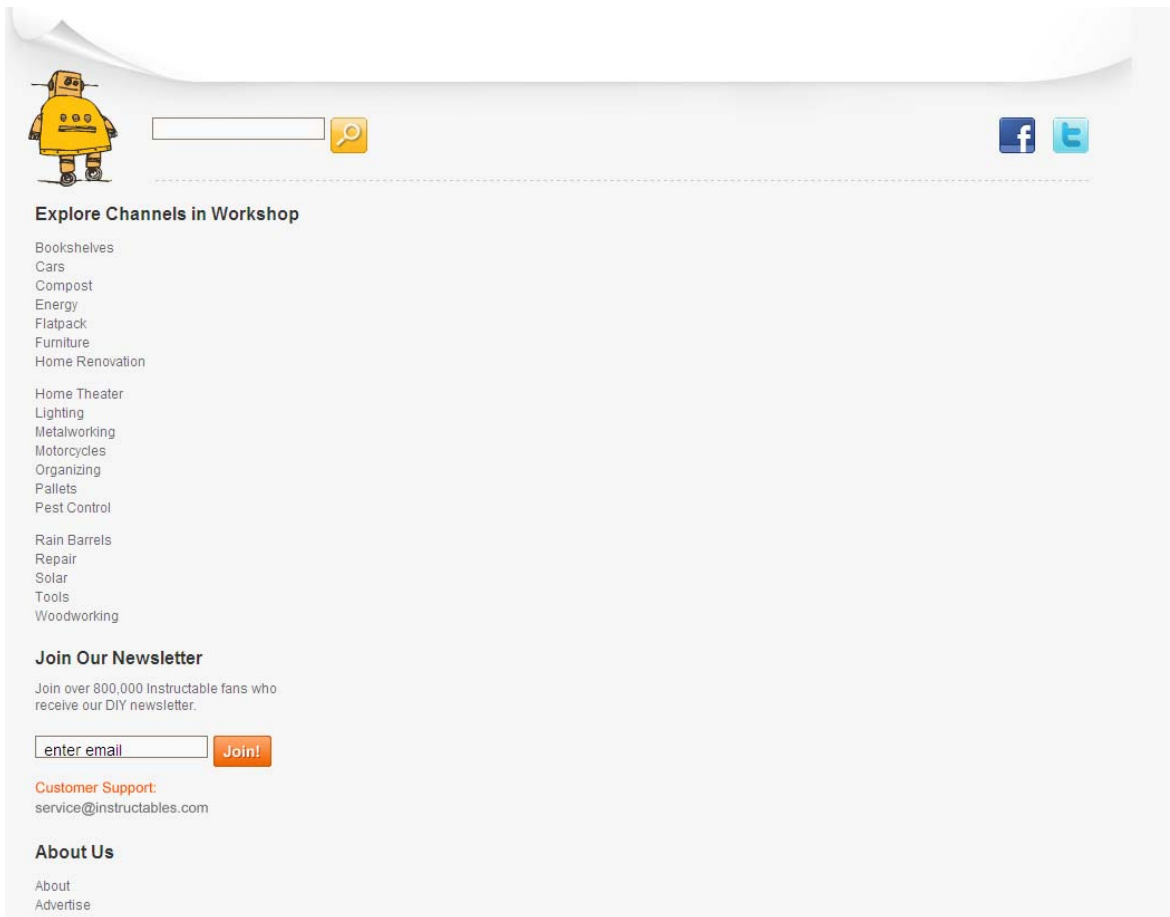 Explore Channels in Workshop
Bookshelves
Cars
Compost
Energy
Flatpack
Furniture
Home Renovation
Home Theater
Lighting
Metalworking
Motorcycles
Organizing
Pallets
Pest Control
Rain Barrels
Repair
Solar
Tools
Woodworking
Join Our Newsletter
Join over 800,000 Instructable fans who
receive our DIY newsletter.
enter email Join!
Customer Support:
service@instructables.com
About Us
About
Advertise